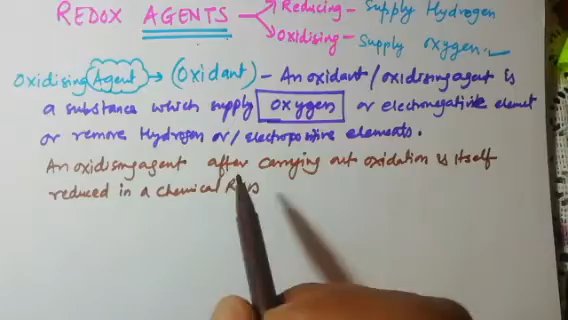 REDOX AGENTS → Reducing - Supply Hydrogen
→ Oxidising - Supply oxygen.
Oxidising Agent → (Oxidant) - An oxidant/oxidising agent is
a substance which supply oxygen or electronegative elemet
or remove Hydrogen or/electropositive elements.
An oxidising agent after carrying out oxidation is itself
reduced in a chemical